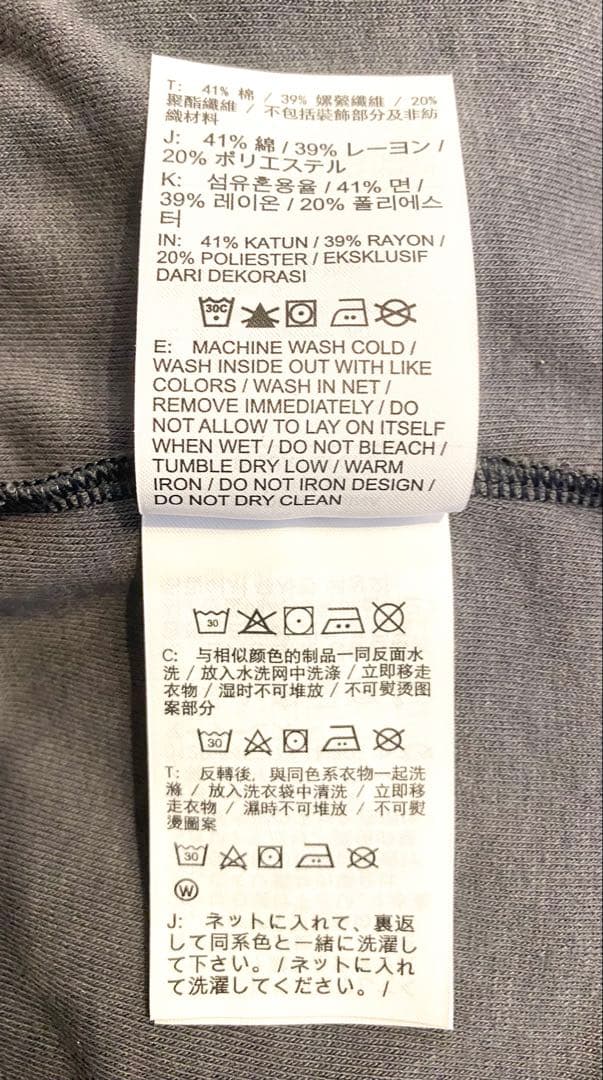 T: 41% 棉 / 39% 嫘縈纖維 / 20%
聚酯纖維 / 不包括裝飾部分及非紡
織材料
J: 41% 綿 / 39% レーヨン /
20% ポリエステル
K: 섬유혼용율 / 41% 면 /
39% 레이온 / 20% 폴리에스
터
IN: 41% KATUN / 39% RAYON /
20% POLIESTER / EKSKLUSIF
DARI DEKORASI
30C
E: MACHINE WASH COLD /
WASH INSIDE OUT WITH LIKE
COLORS / WASH IN NET /
REMOVE IMMEDIATELY / DO
NOT ALLOW TO LAY ON ITSELF
WHEN WET / DO NOT BLEACH /
TUMBLE DRY LOW / WARM
IRON / DO NOT IRON DESIGN /
DO NOT DRY CLEAN
30
C: 与相似颜色的制品一同反面水
洗 / 放入水洗网中洗涤 / 立即移走
衣物 / 湿时不可堆放 / 不可熨烫图
案部分
30
T: 反轉後, 與同色系衣物一起洗
滌 / 放入洗衣袋中清洗 / 立即移
走衣物 / 濕時不可堆放 / 不可熨
燙圖案
30
W
J: ネットに入れて、裏返
して同系色と一緒に洗濯し
て下さい。/ ネットに入れ
て洗濯してください。/